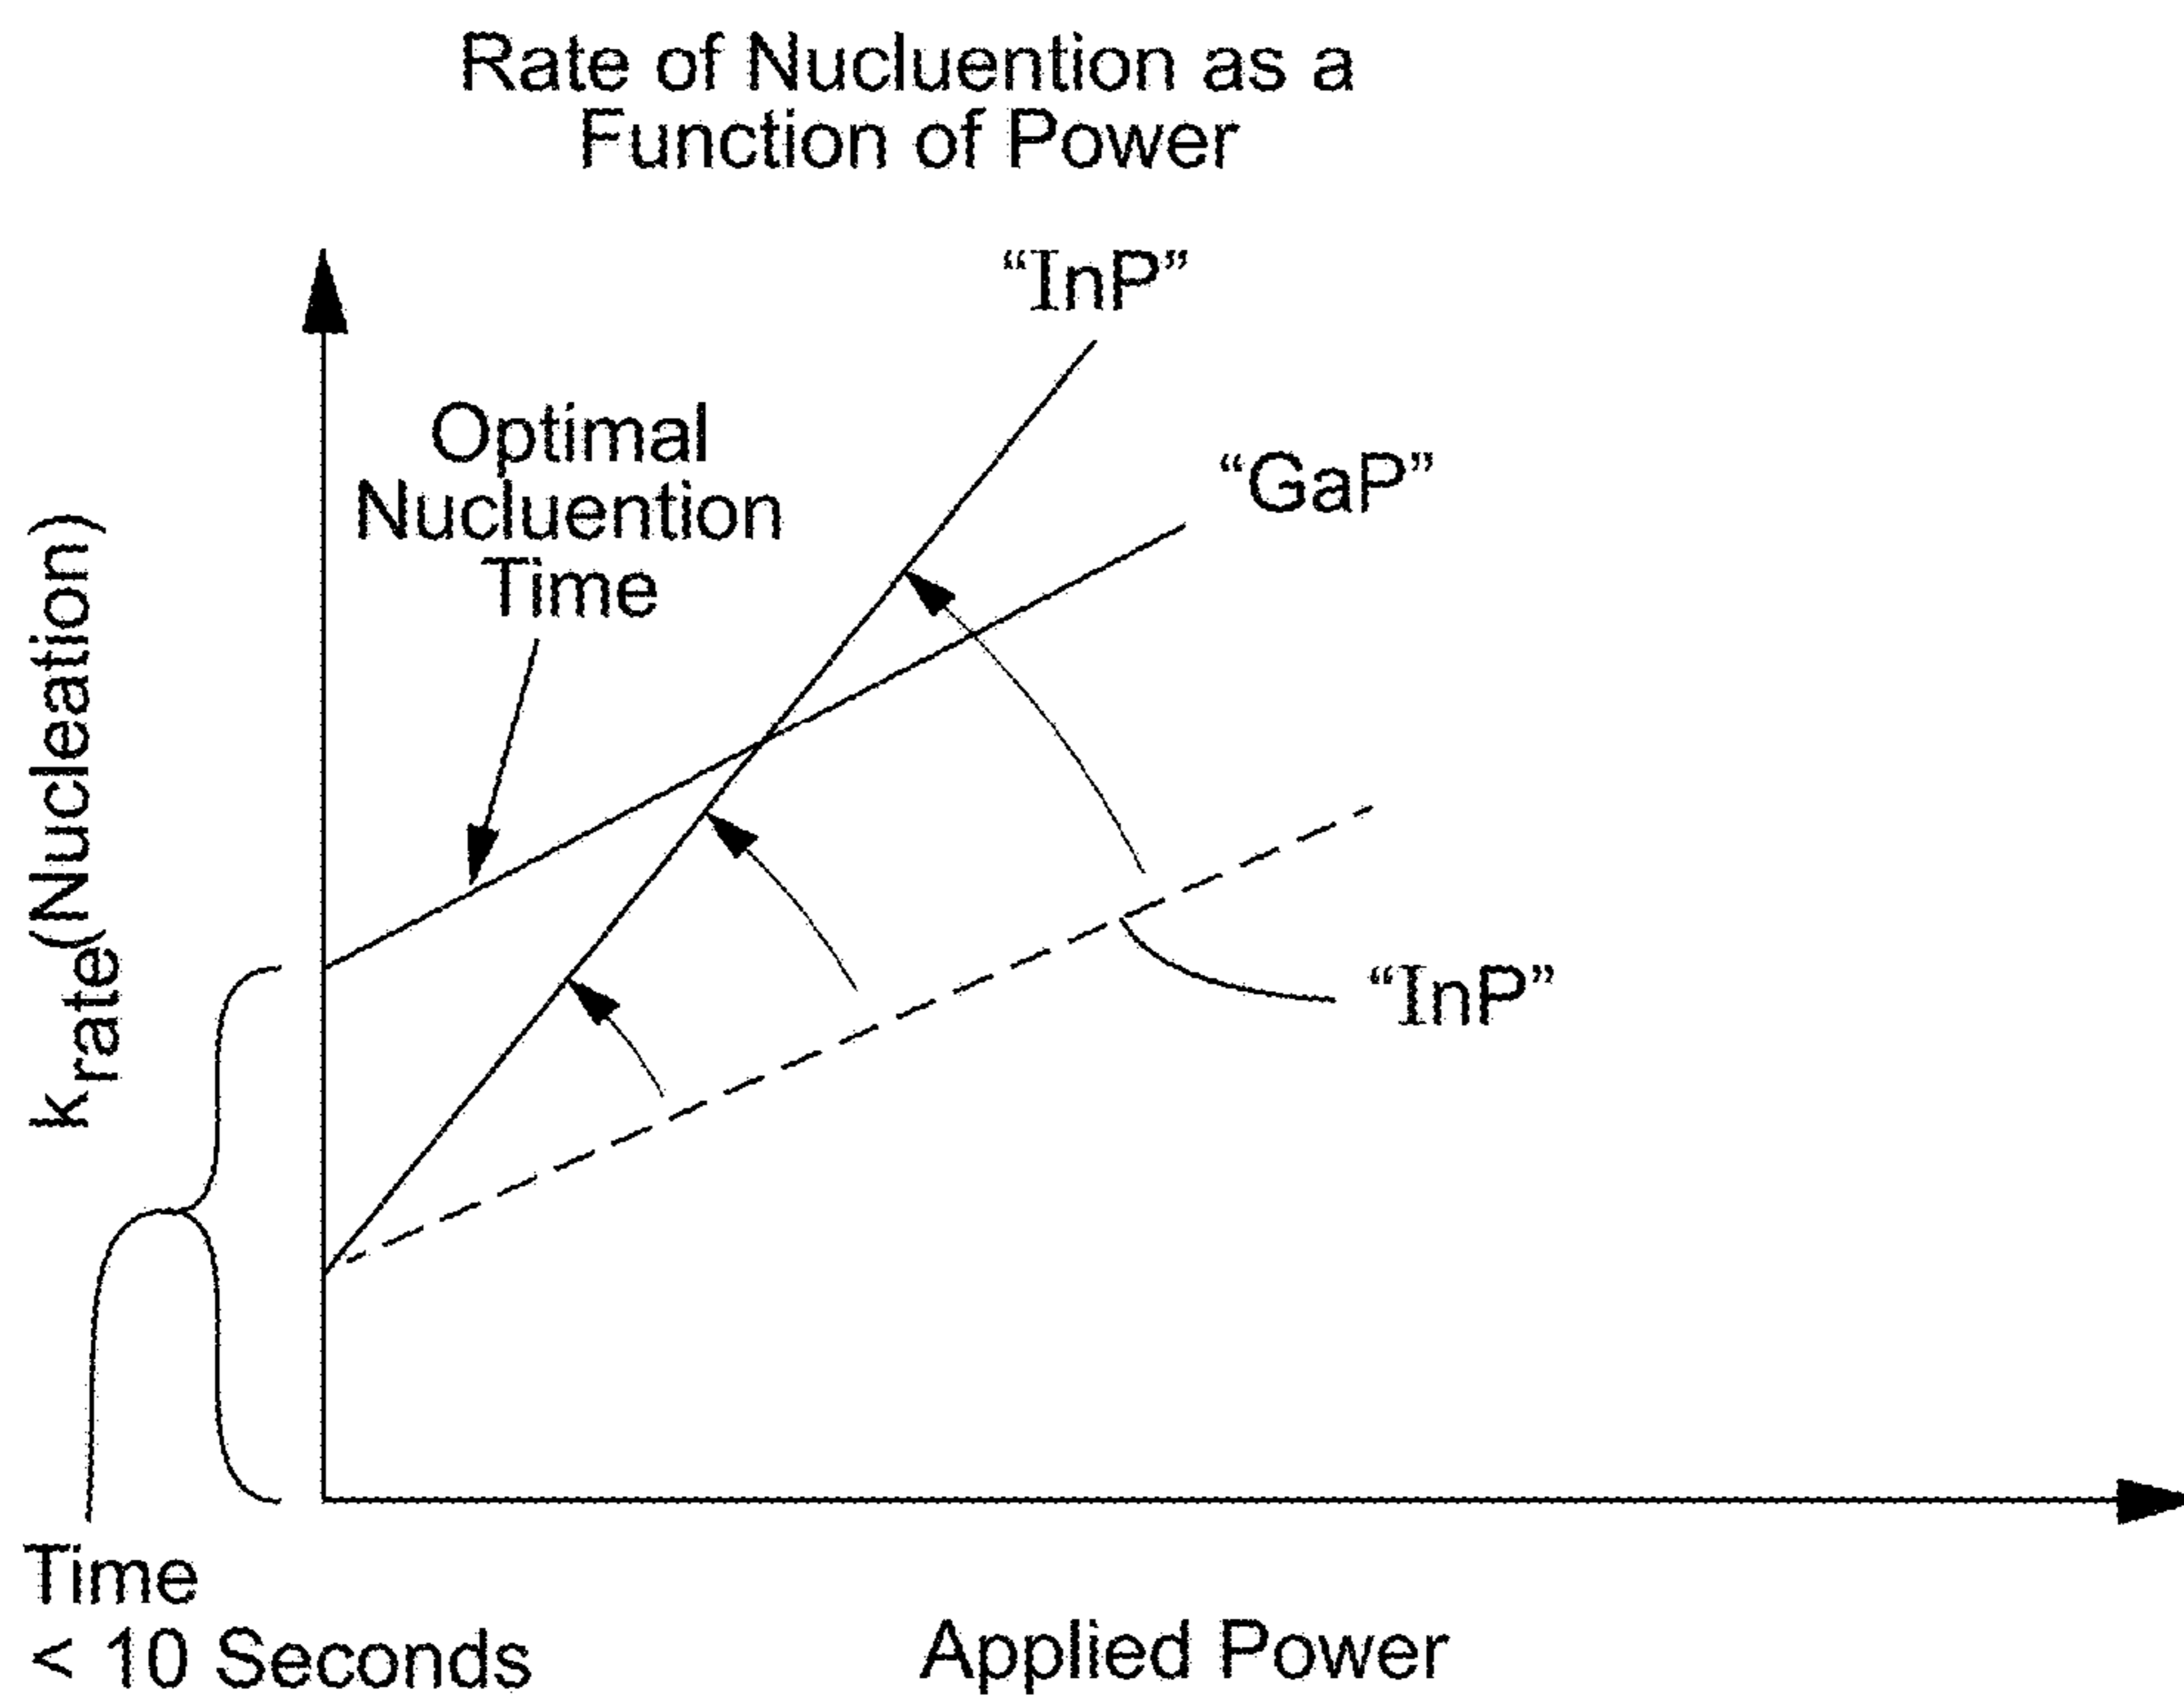 Rate of Nucluention as a
Function of Power
“InP”
Optimal
Nucluention
Time
“GaP”
krate(Nucleation)
“InP”
Time
< 10 Seconds
Applied Power